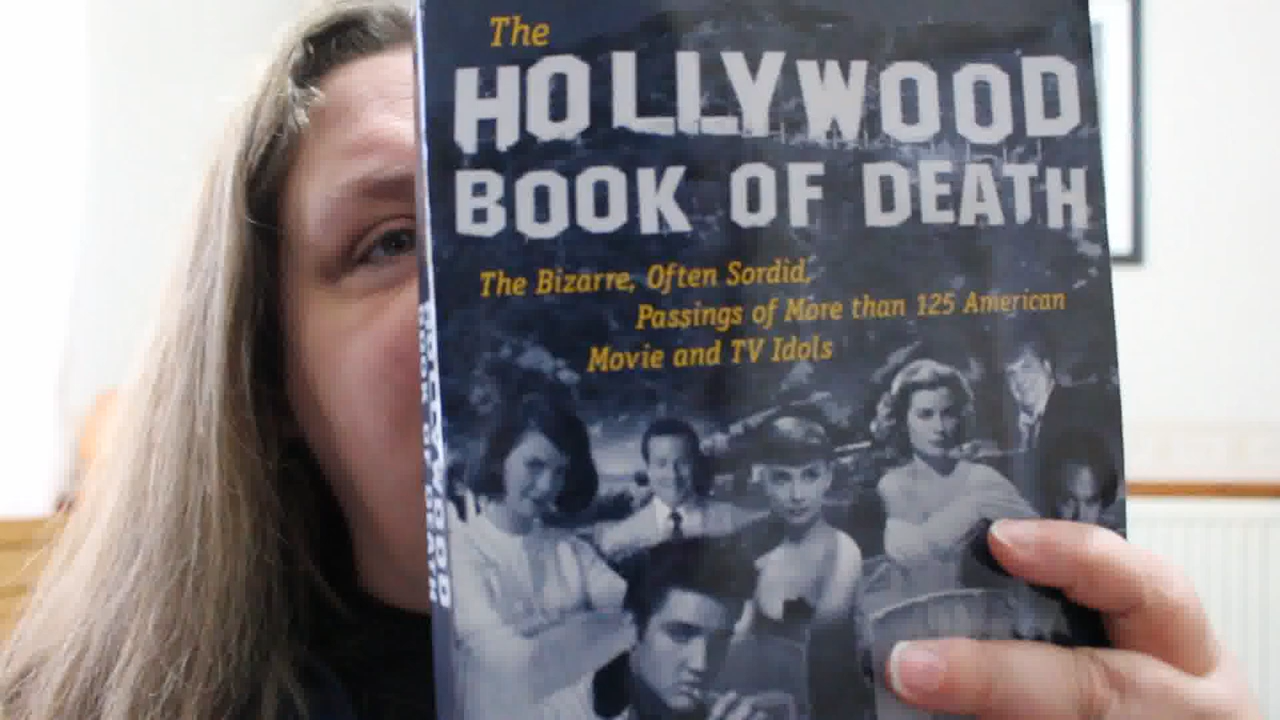 The
HOLLYWOOD
BOOK OF DEATH
The Bizarre, Often Sordid,
Passings of More than 125 American
Movie and TV Idols